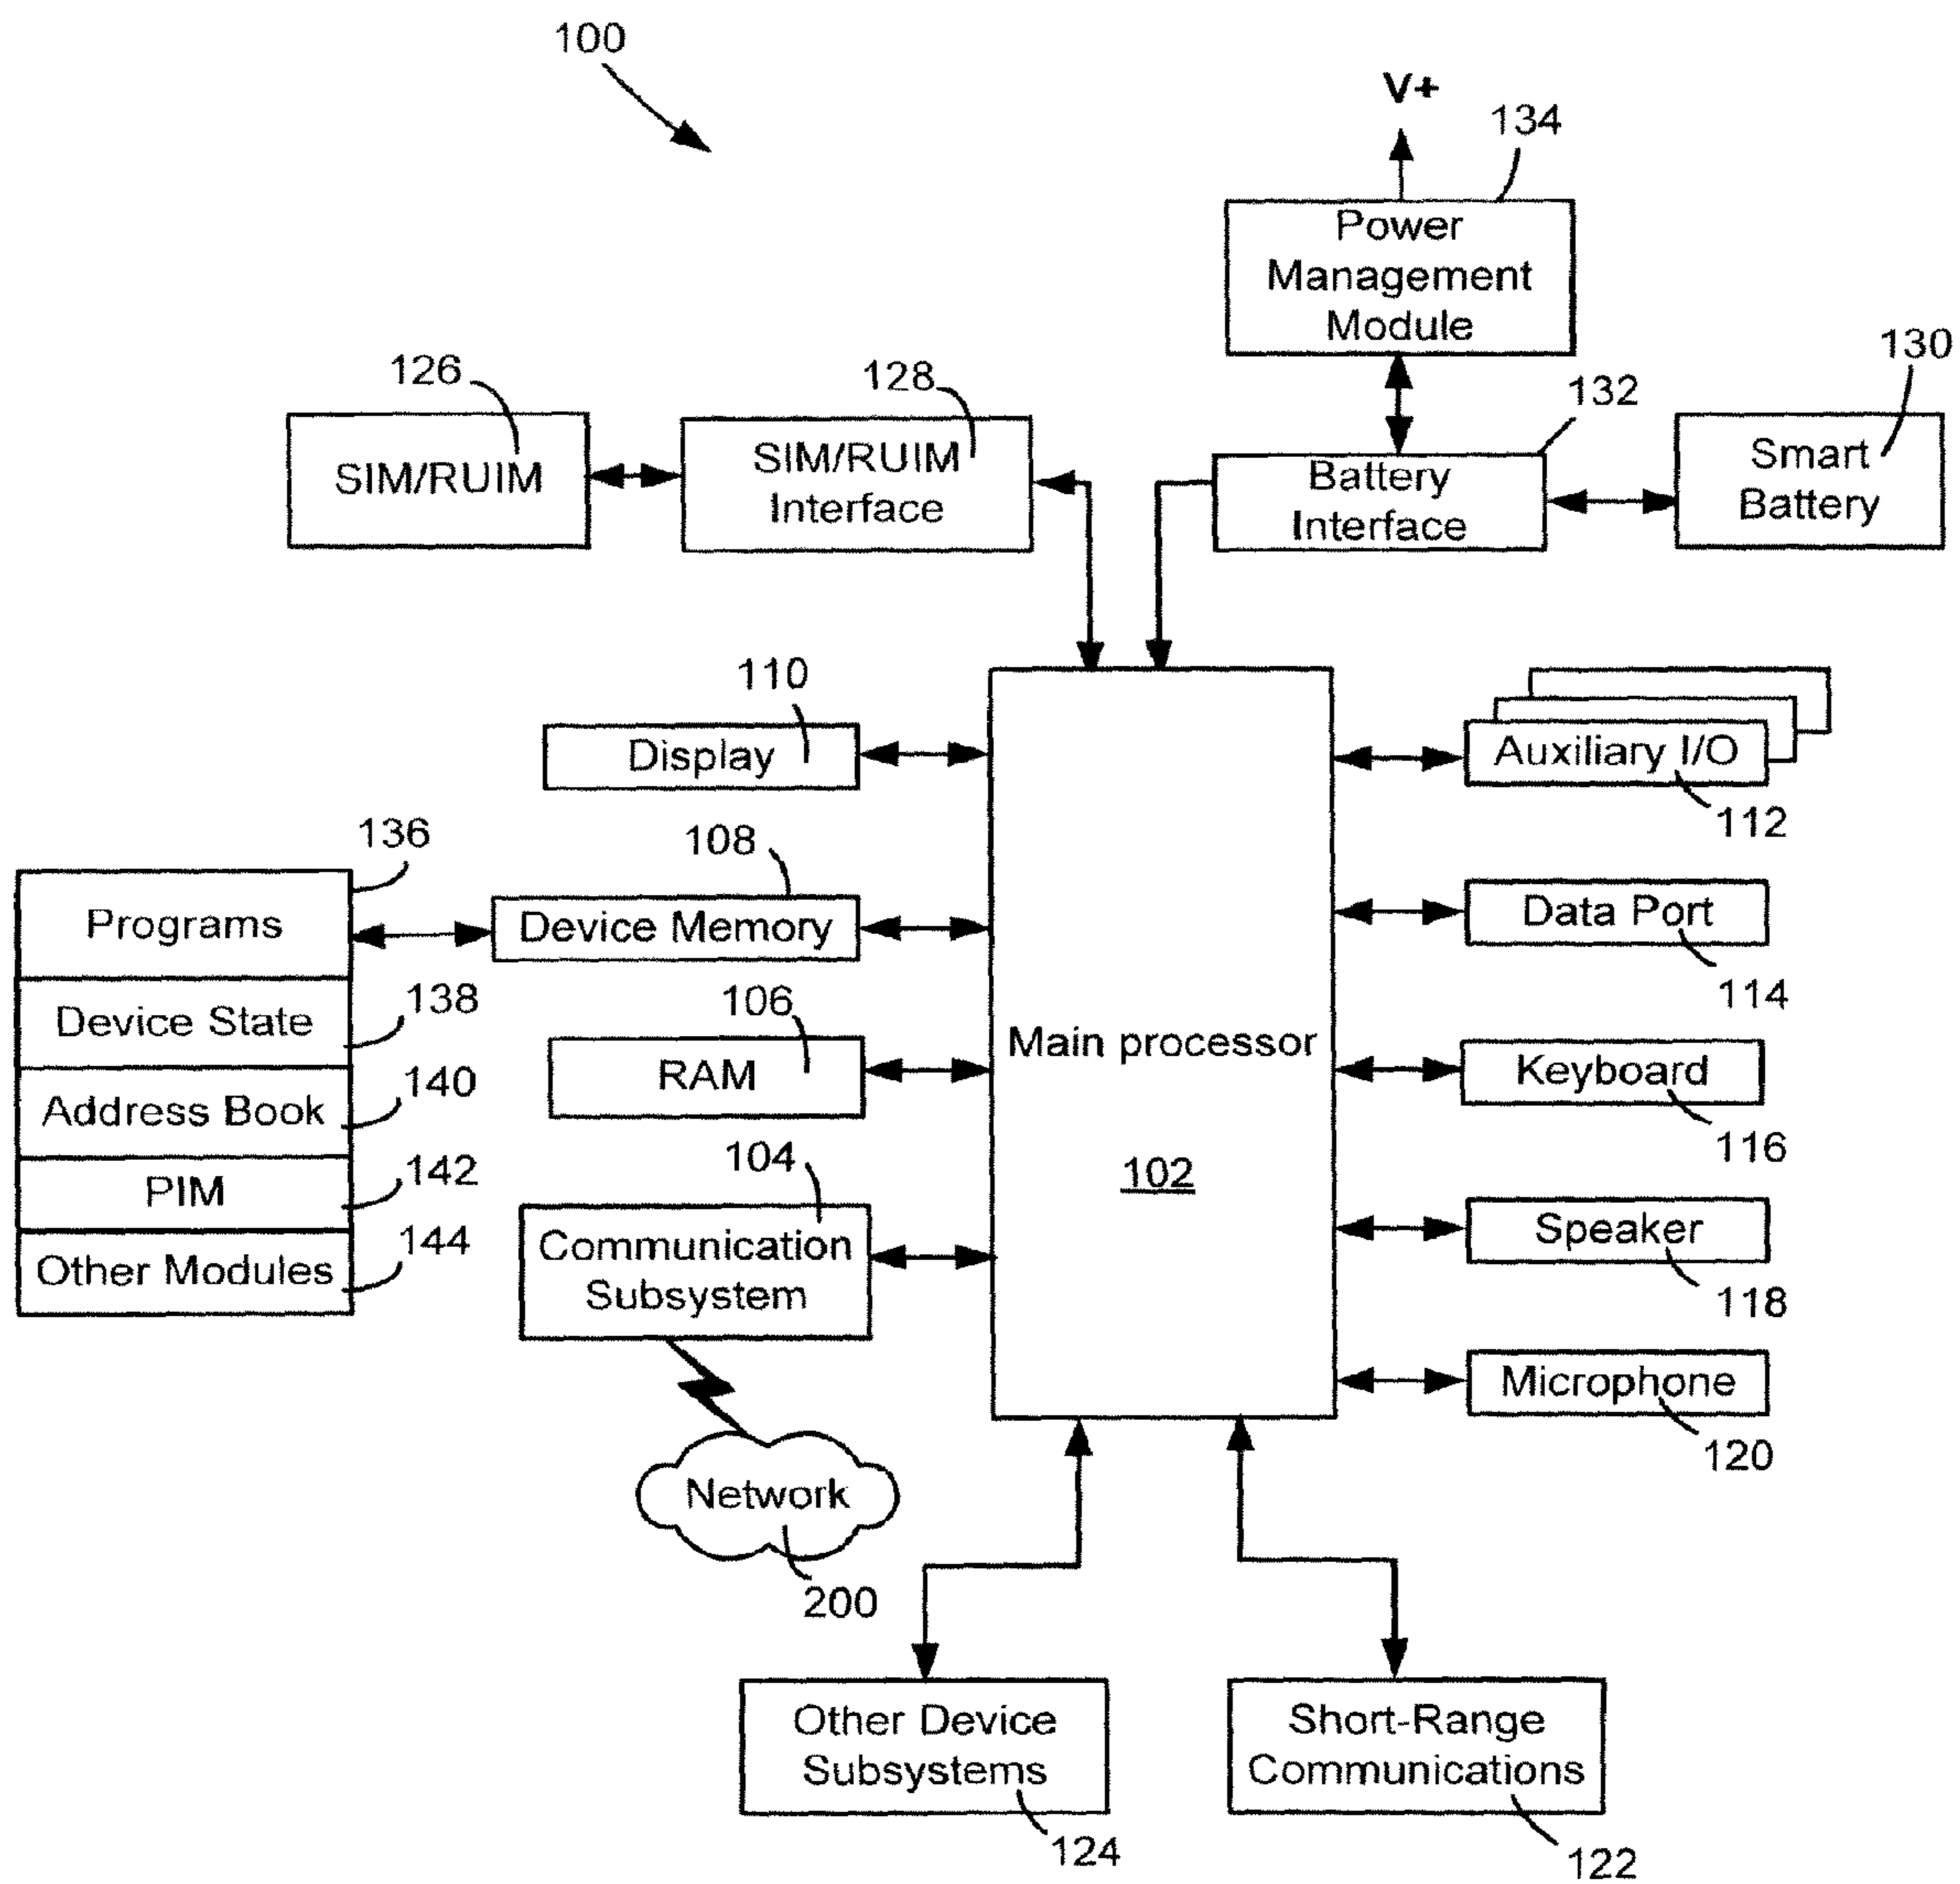 100
V+
134
Power
Management
Module
126
128
132
130
SIM/RUIM
SIM/RUIM
Interface
Battery
Interface
Smart
Battery
110
Display
Auxiliary I/O
112
136
108
Programs
Device Memory
Data Port
114
Device State
138
106
RAM
Main processor
102
Keyboard
116
Address Book
140
104
PIM
142
Communication
Subsystem
Speaker
118
Other Modules
144
Microphone
120
Network
200
Other Device
Subsystems
124
Short-Range
Communications
122